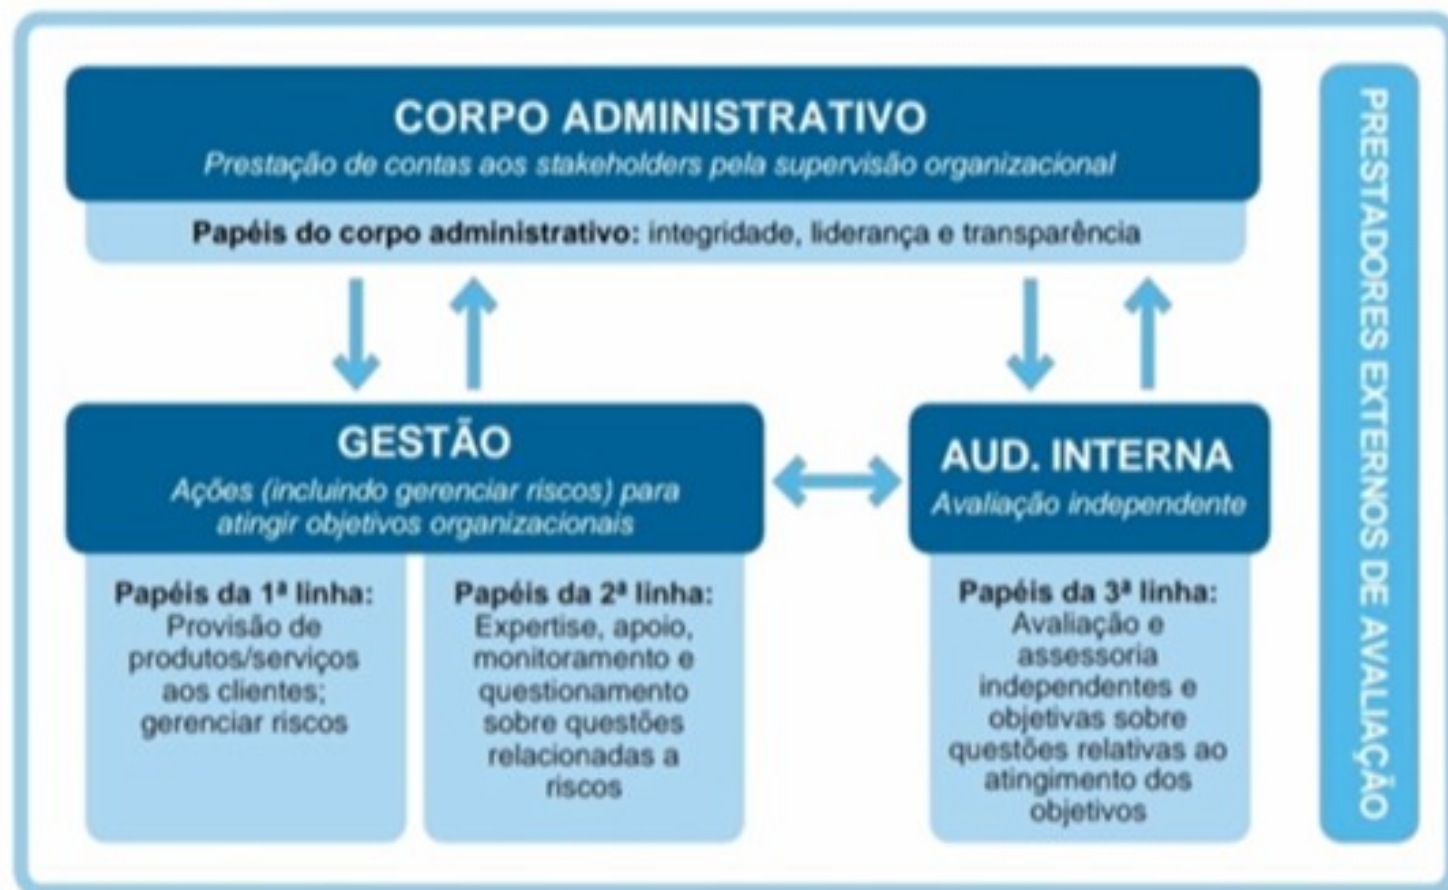 CORPO ADMINISTRATIVO
Prestação de contas aos stakeholders pela supervisão organizacional
Papéis do corpo administrativo: integridade, liderança e transparência
GESTÃO
Ações (incluindo gerenciar riscos) para
atingir objetivos organizacionais
Papéis da 1ª linha:
Provisão de
produtos/serviços
aos clientes;
gerenciar riscos
Papéis da 2ª linha:
Expertise, apoio,
monitoramento e
questionamento
sobre questões
relacionadas a
riscos
AUD. INTERNA
Avaliação independente
Papéis da 3ª linha:
Avaliação e
assessoria
independentes e
objetivas sobre
questões relativas ao
atingimento dos
objetivos
PRESTADORES EXTERNOS DE AVALIAÇÃO